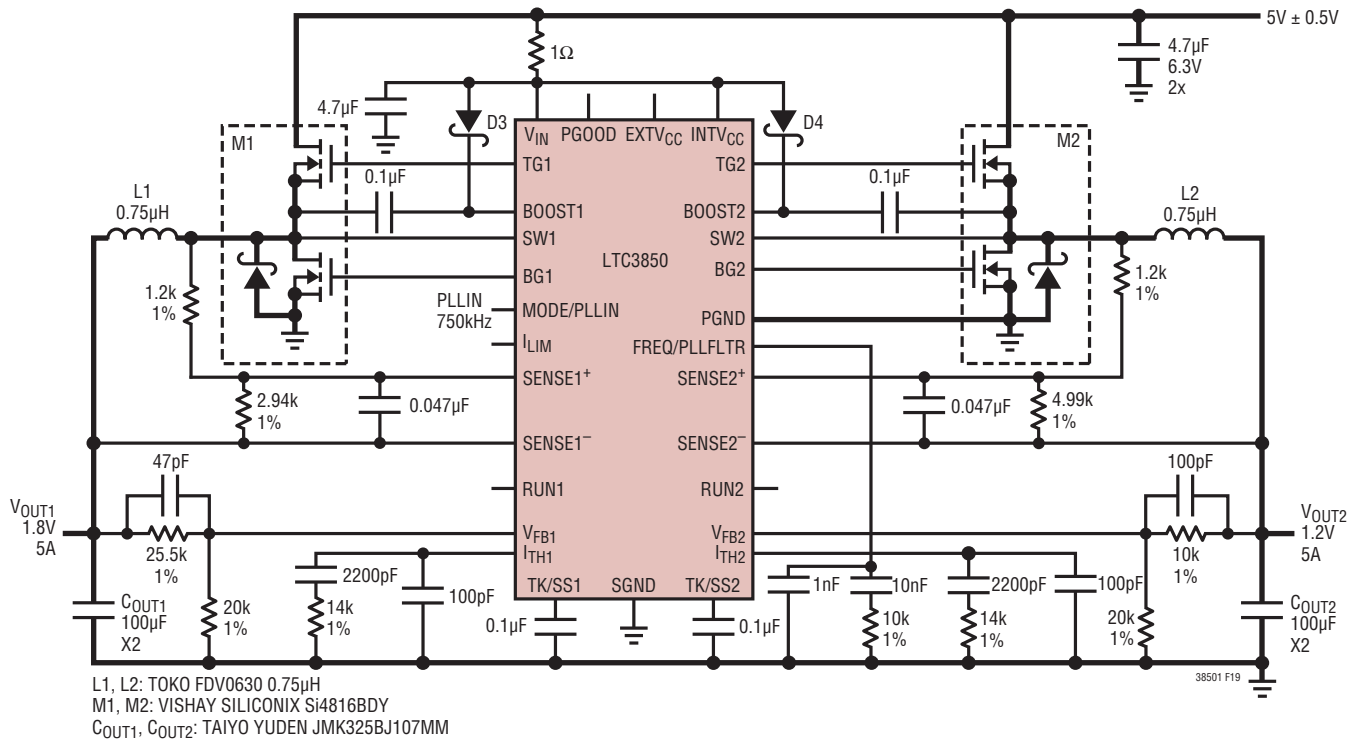 5V ± 0.5V
1Ω
4.7µF
6.3V
2x
4.7µF
D3
D4
M1
M2
VIN
PGOOD
EXTVCC
INTVCC
TG1
TG2
L1
0.75µH
0.1µF
0.1µF
L2
0.75µH
BOOST1
BOOST2
SW1
SW2
LTC3850
BG1
BG2
1.2k
1%
1.2k
1%
PLLIN
750kHz
MODE/PLLIN
PGND
ILIM
FREQ/PLLFLTR
SENSE1+
SENSE2+
2.94k
1%
0.047µF
0.047µF
4.99k
1%
SENSE1–
SENSE2–
47pF
100pF
RUN1
RUN2
VOUT1
1.8V
5A
VOUT2
1.2V
5A
25.5k
1%
10k
1%
VFB1
VFB2
ITH1
ITH2
2200pF
100pF
1nF
10nF
2200pF
100pF
TK/SS1
SGND
TK/SS2
COUT1
100µF
X2
20k
1%
14k
1%
0.1µF
0.1µF
10k
1%
14k
1%
20k
1%
COUT2
100µF
X2
38501 F19
L1, L2: TOKO FDV0630 0.75µH
M1, M2: VISHAY SILICONIX Si4816BDY
COUT1, COUT2: TAIYO YUDEN JMK325BJ107MM